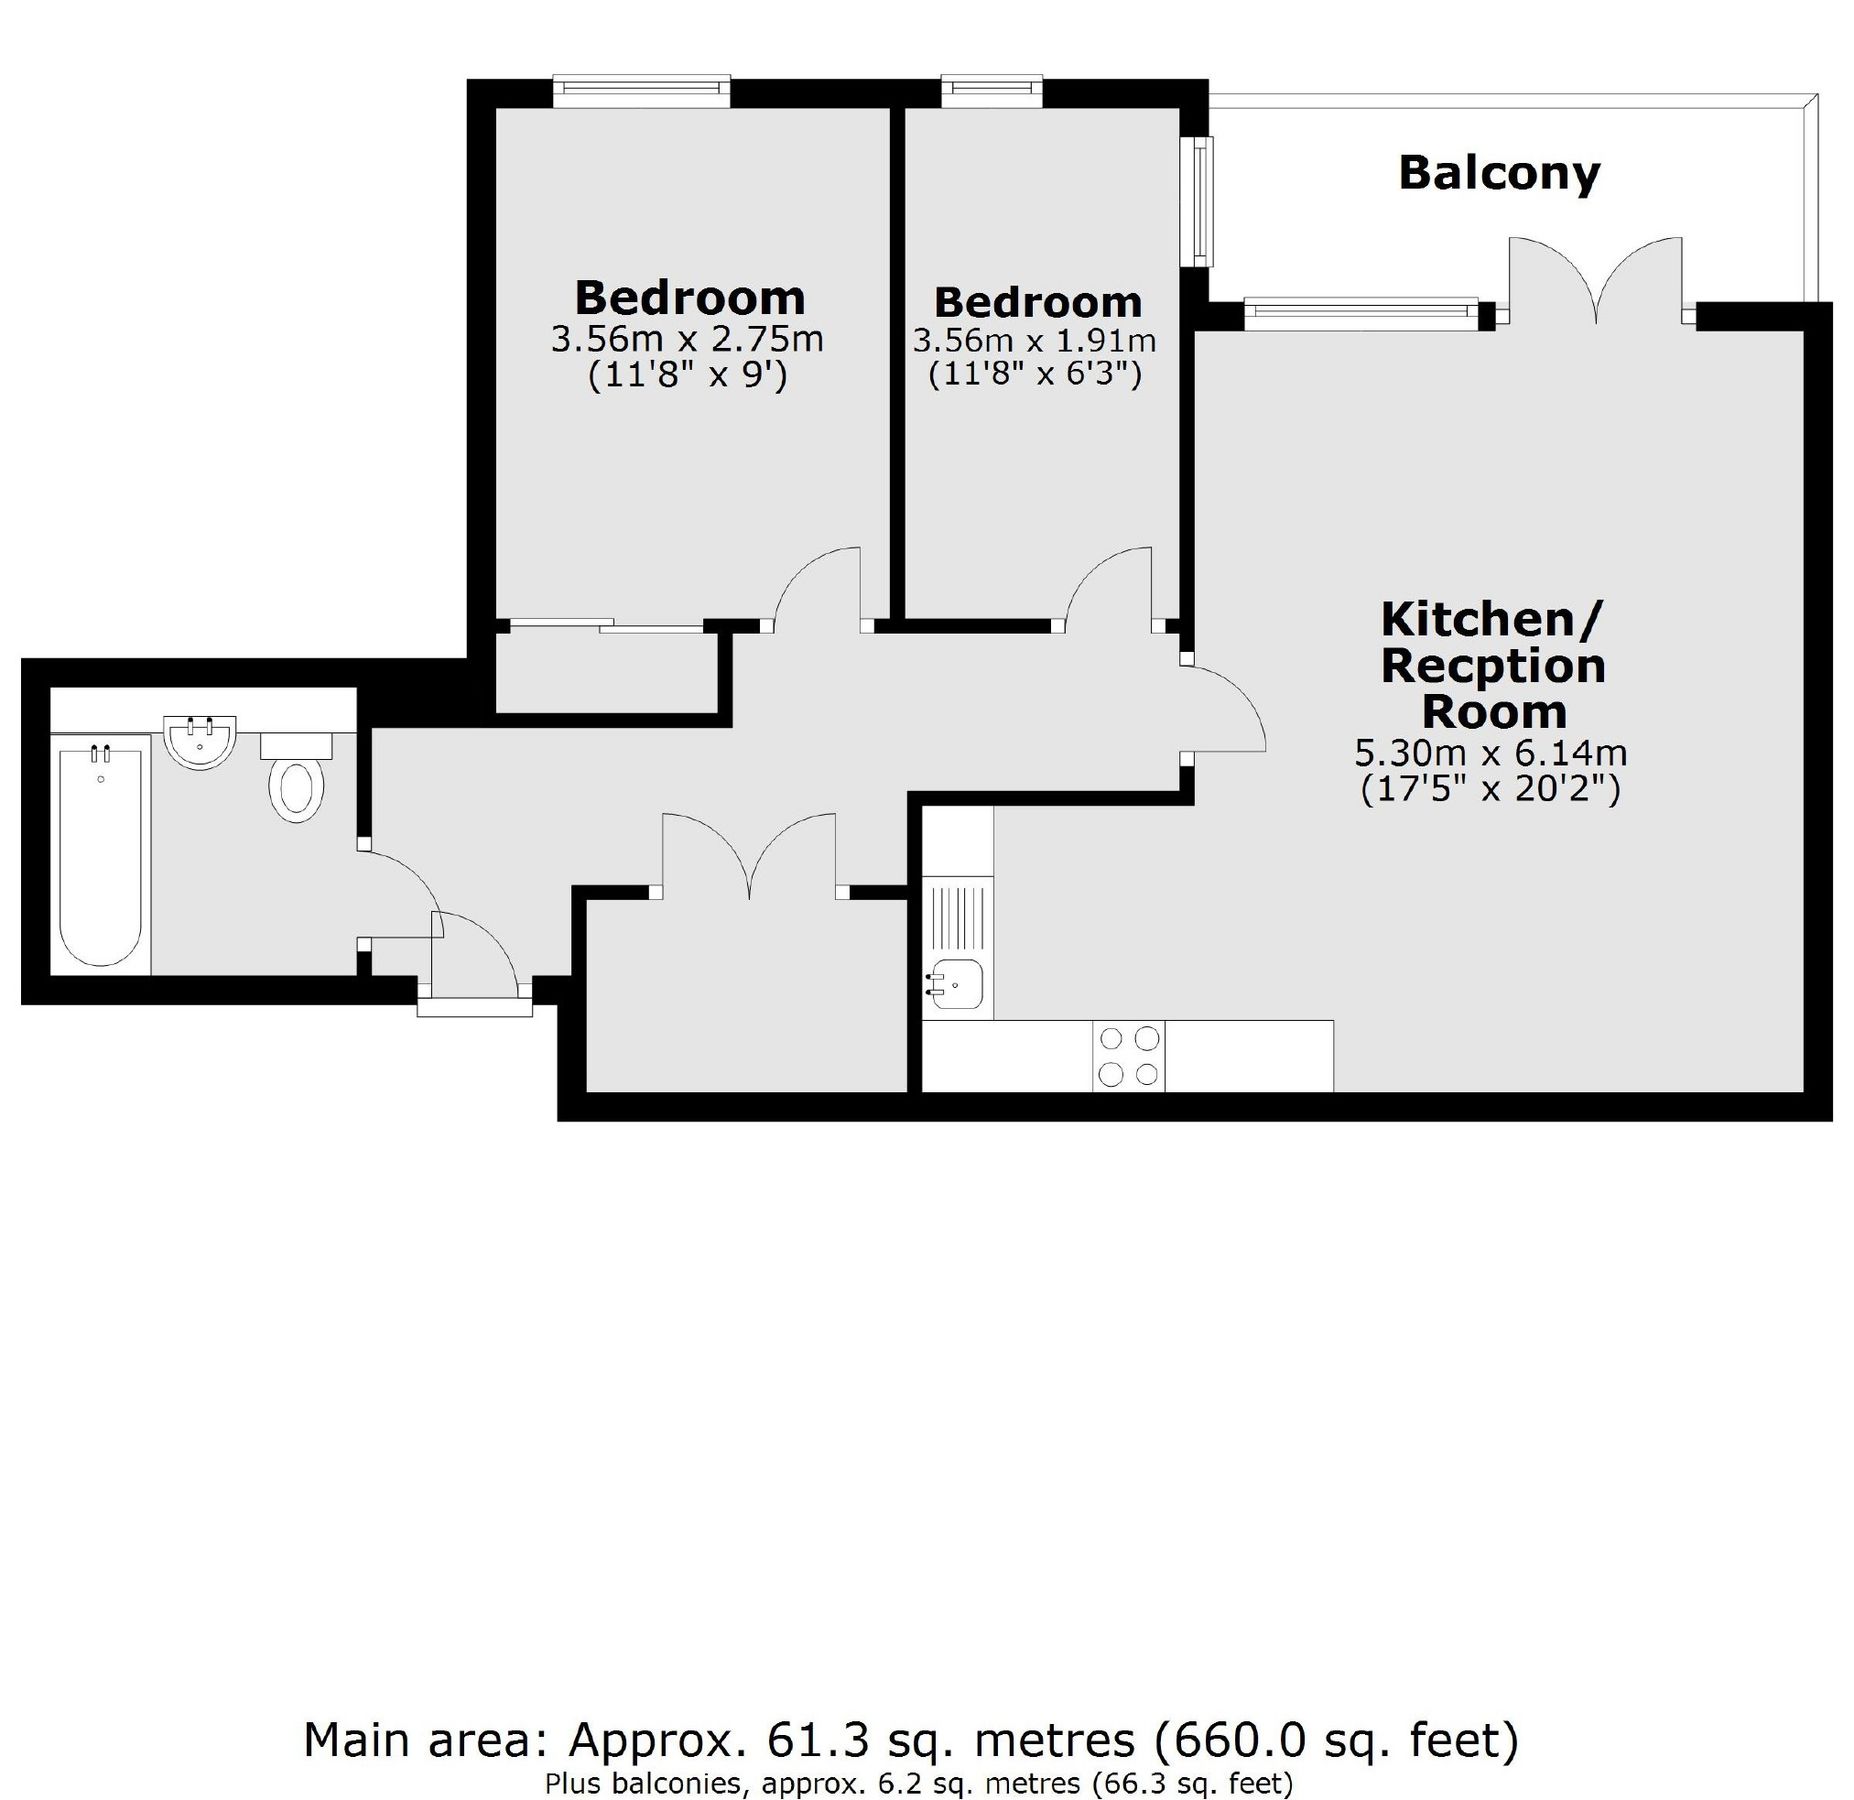 Balcony
Bedroom
3.56m x 2.75m
(11'8" x 9')
Bedroom
3.56m x 1.91m
(11'8" x 6'3")
Kitchen/
Recption
Room
5.30m x 6.14m
(17'5" x 20'2")
Main area: Approx. 61.3 sq. metres (660.0 sq. feet)
Plus balconies, approx. 6.2 sq. metres (66.3 sq. feet)